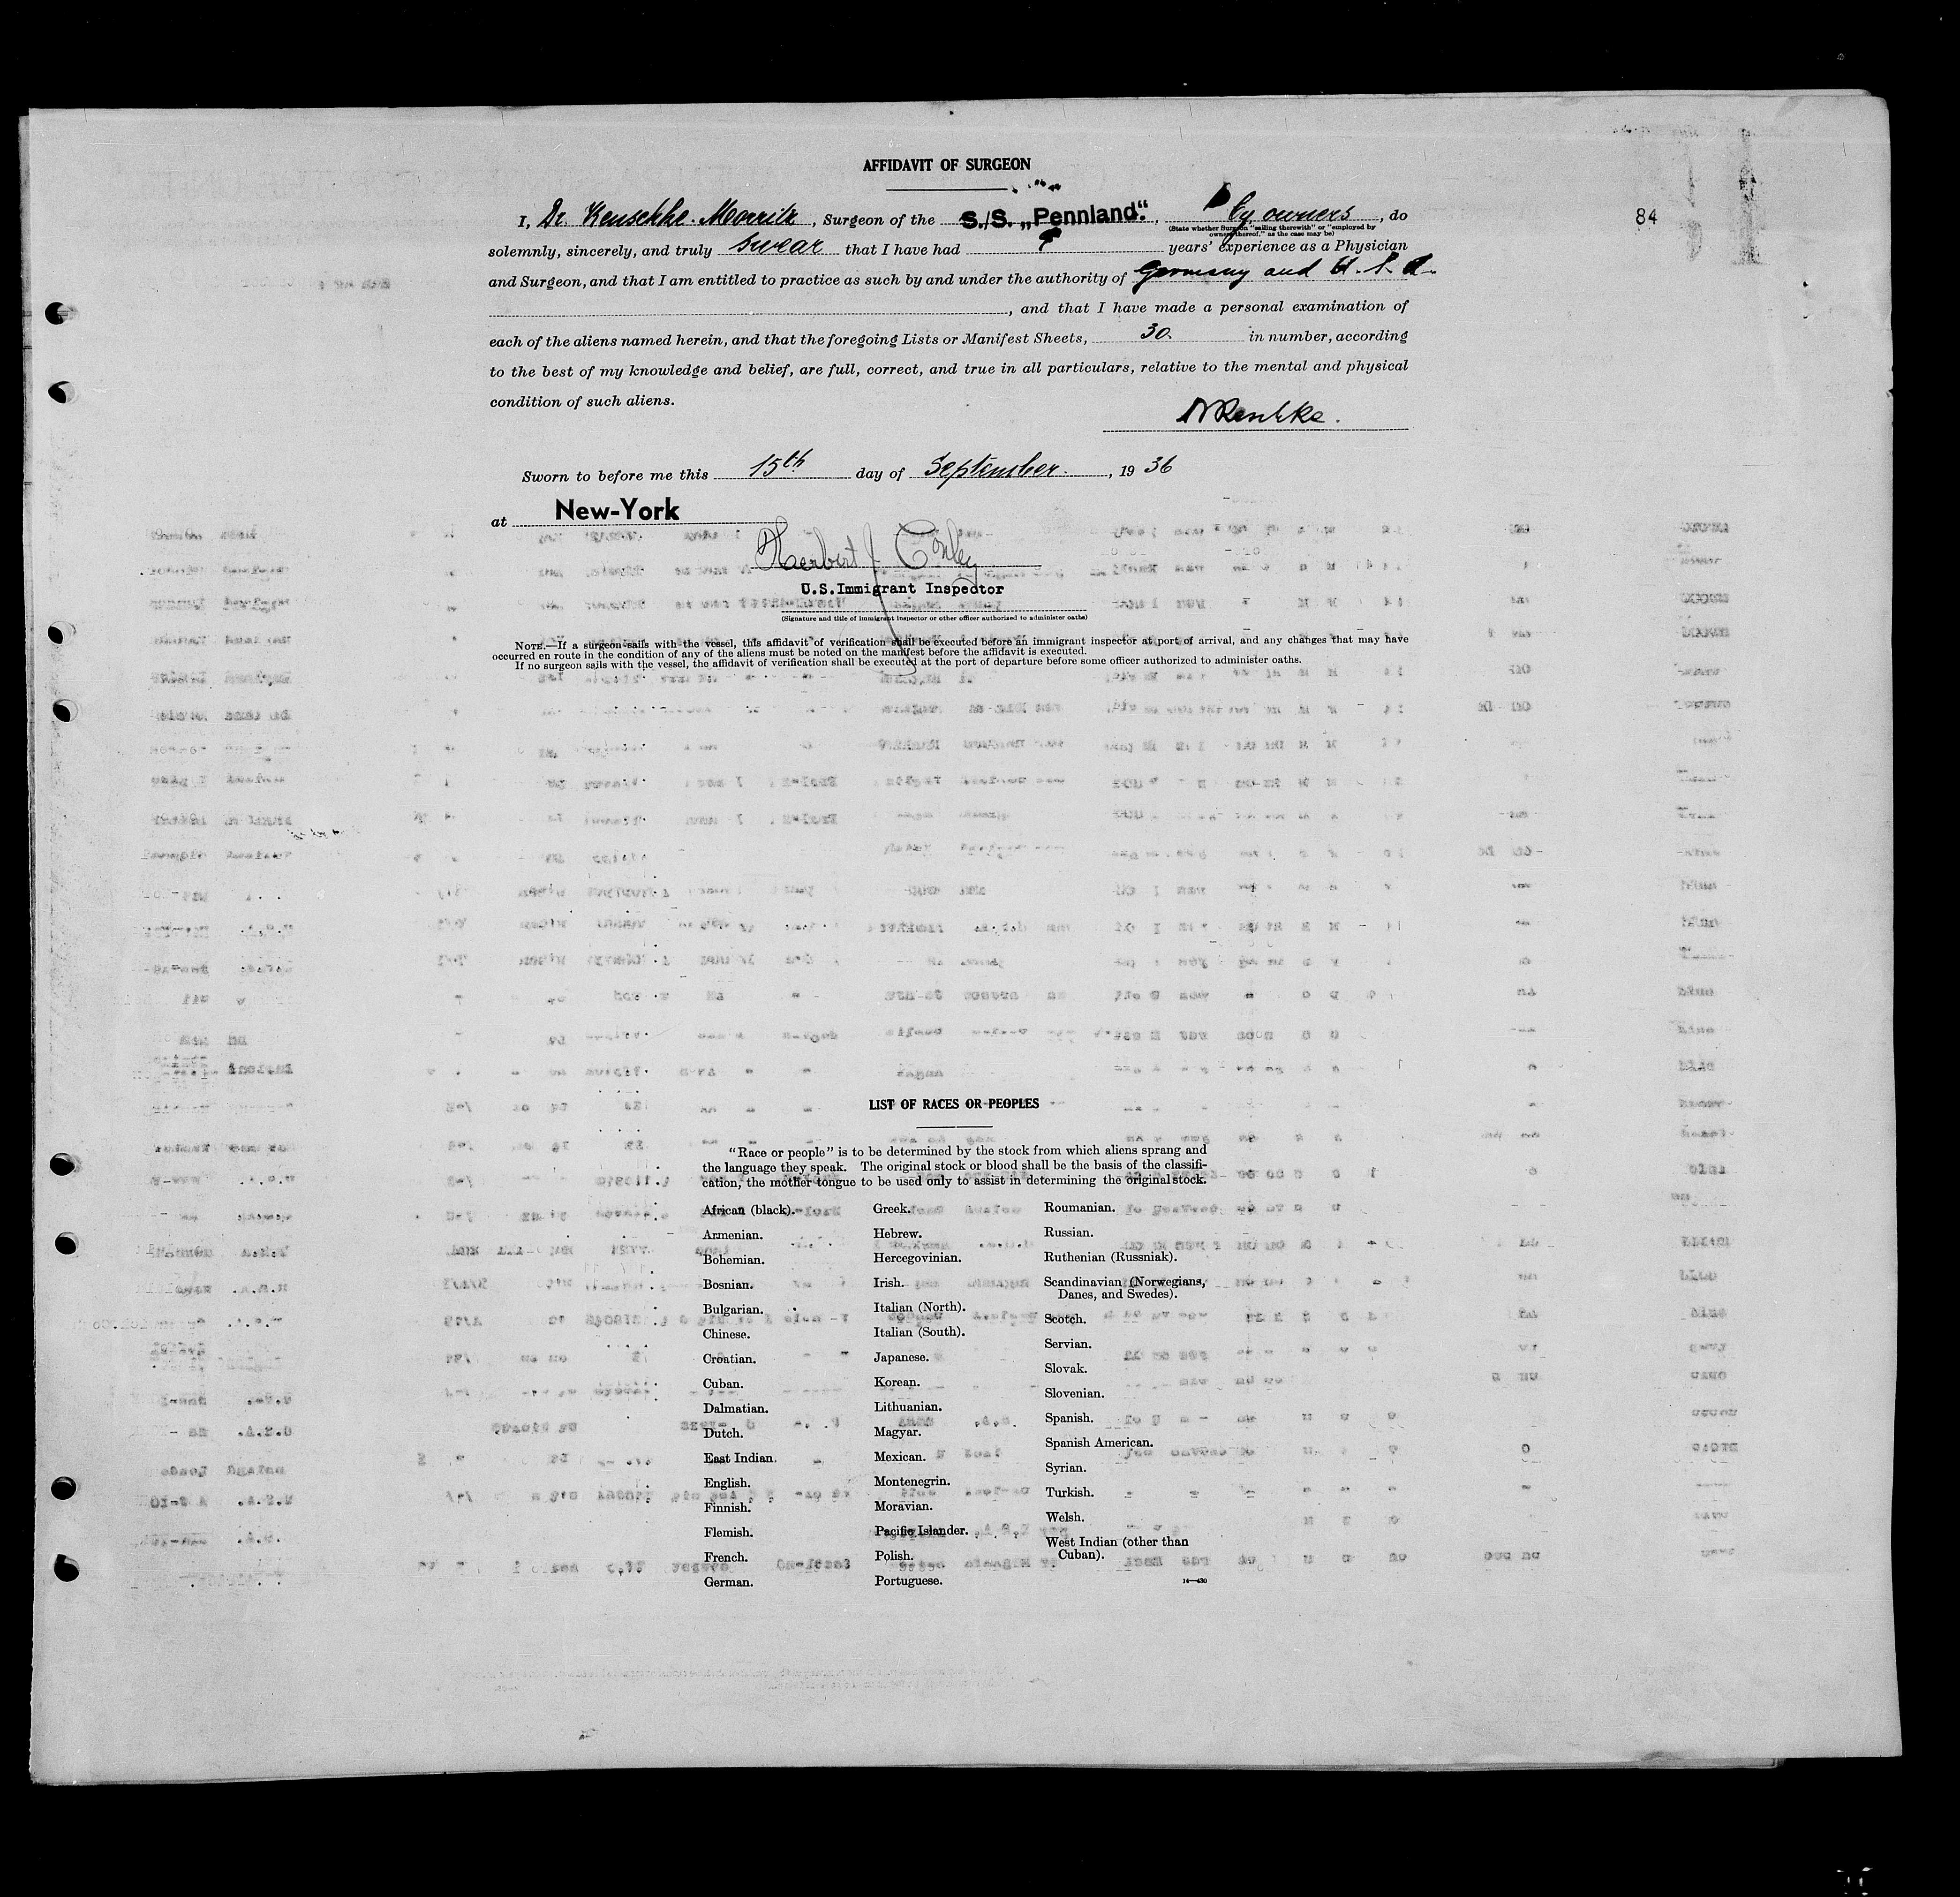 AFFIDAVIT OF SURGEON
84
I, Dr. , Surgeon of the S./S. „Pennland.“, by owners, do
(State whether Surgeon "sailing therewith" or "employed by
owners thereof," as the case may be)
solemnly, sincerely, and truly swear that I have had years' experience as a Physician
and Surgeon, and that I am entitled to practice as such by and under the authority of Germany and U.S.A.
, and that I have made a personal examination of
each of the aliens named herein, and that the foregoing Lists or Manifest Sheets, 30 in number, according
to the best of my knowledge and belief, are full, correct, and true in all particulars, relative to the mental and physical
condition of such aliens.
Sworn to before me this 15th day of September, 1936
at New-York
Herbert J Conley
U.S.Immigrant Inspector
(Signature and title of immigrant inspector or other officer authorized to administer oaths)
NOTE.—If a surgeon sails with the vessel, this affidavit of verification shall be executed before an immigrant inspector at port of arrival, and any changes that may have
occurred en route in the condition of any of the aliens must be noted on the manifest before the affidavit is executed.
If no surgeon sails with the vessel, the affidavit of verification shall be executed at the port of departure before some officer authorized to administer oaths.
LIST OF RACES OR PEOPLES
"Race or people" is to be determined by the stock from which aliens sprang and
the language they speak. The original stock or blood shall be the basis of the classifi-
cation, the mother tongue to be used only to assist in determining the original stock.
African (black).
Armenian.
Bohemian.
Bosnian.
Bulgarian.
Chinese.
Croatian.
Cuban.
Dalmatian.
Dutch.
East Indian.
English.
Finnish.
Flemish.
French.
German.
Greek.
Hebrew.
Hercegovinian.
Irish.
Italian (North).
Italian (South).
Japanese.
Korean.
Lithuanian.
Magyar.
Mexican.
Montenegrin.
Moravian.
Pacific Islander.
Polish.
Portuguese.
Roumanian.
Russian.
Ruthenian (Russniak).
Scandinavian (Norwegians,
Danes, and Swedes).
Scotch.
Servian.
Slovak.
Slovenian.
Spanish.
Spanish American.
Syrian.
Turkish.
Welsh.
West Indian (other than
Cuban).
14—430